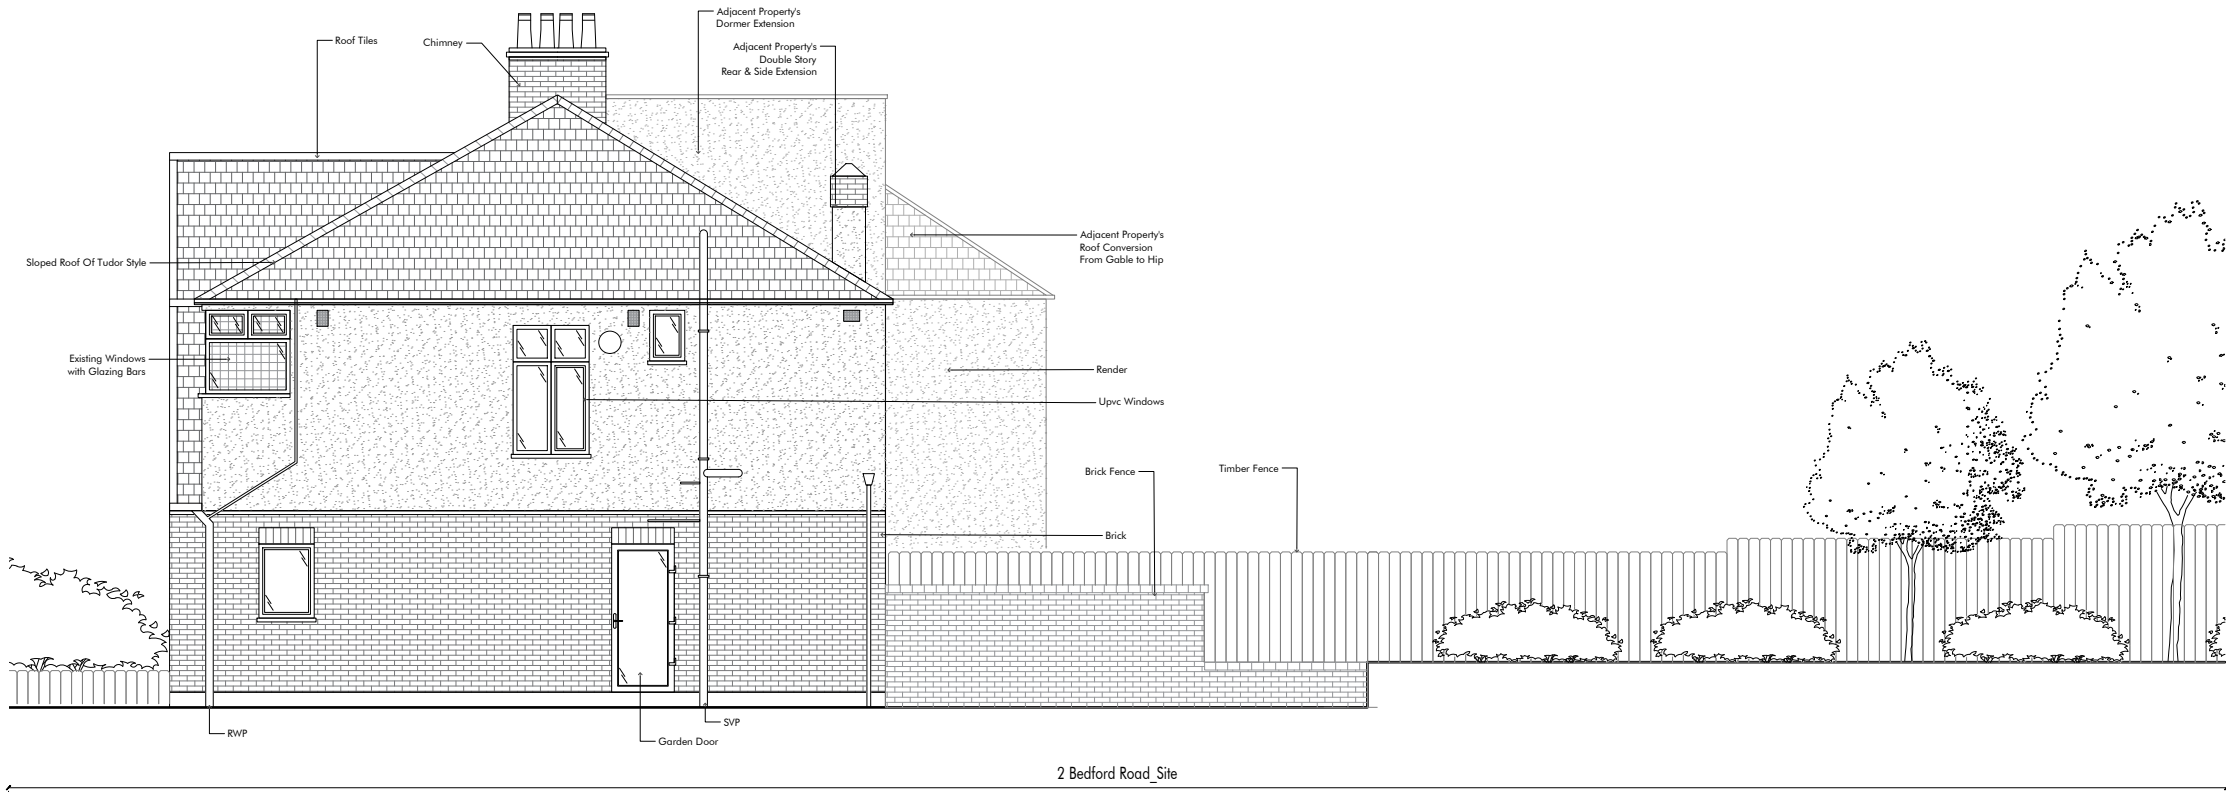 Adjacent Property's
Dormer Extension
Roof Tiles
Chimney
Adjacent Property's
Double Story
Rear & Side Extension
Adjacent Property's
Roof Conversion
From Gable to Hip
Sloped Roof Of Tudor Style
Existing Windows
with Glazing Bars
Render
Upvc Windows
Brick Fence
Timber Fence
Brick
SVP
RWP
Garden Door
2 Bedford Road_Site